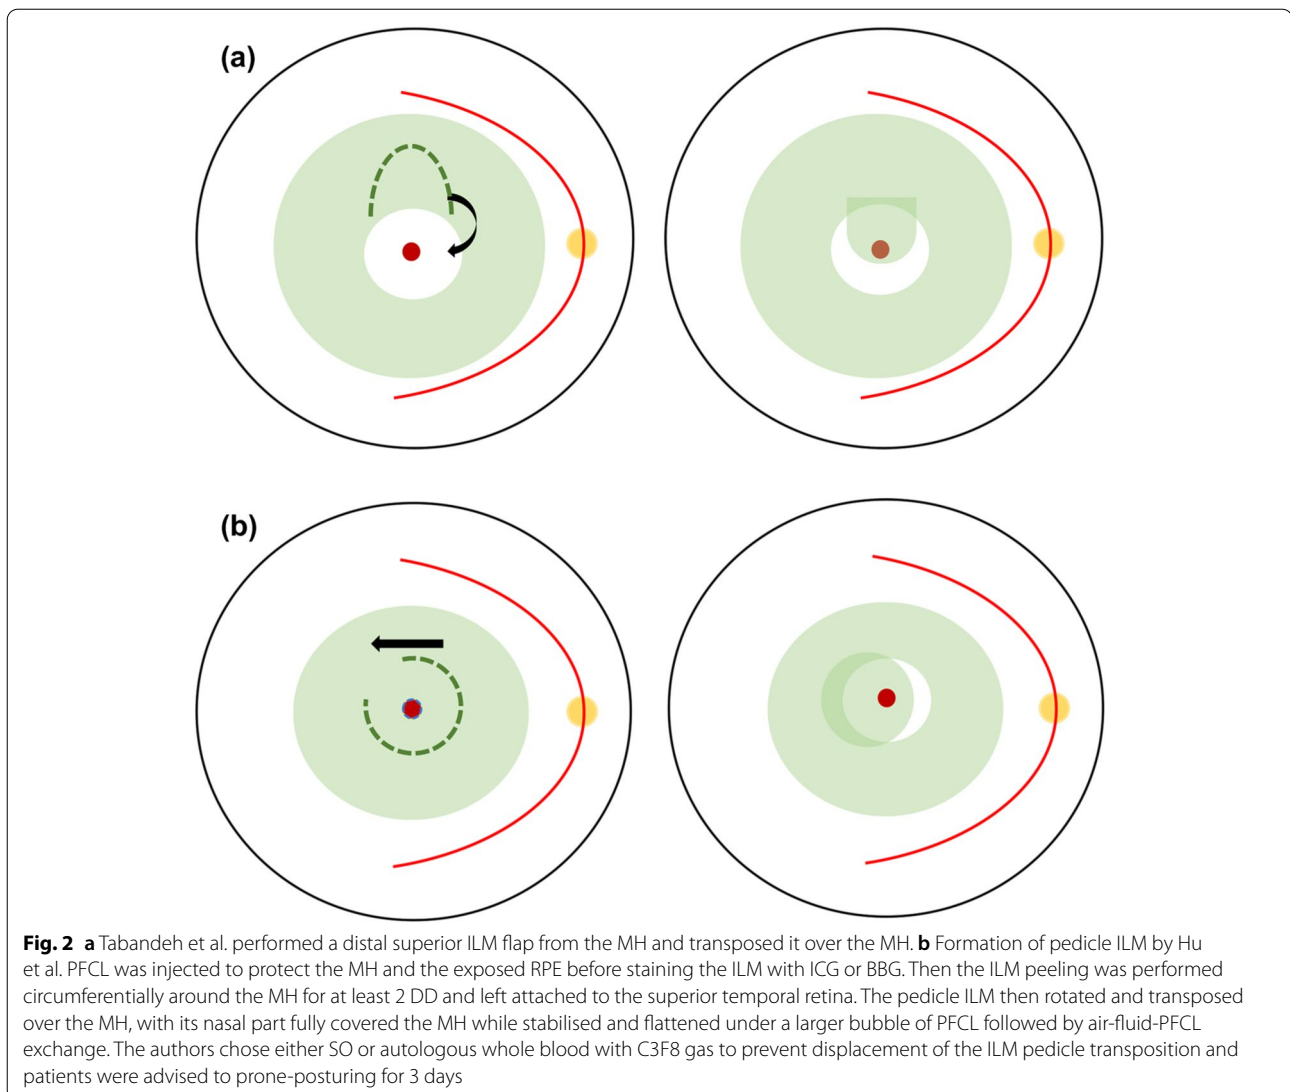 (a)
(b)
Fig. 2 a Tabandeh et al. performed a distal superior ILM flap from the MH and transposed it over the MH. b Formation of pedicle ILM by Hu
et al. PFCL was injected to protect the MH and the exposed RPE before staining the ILM with ICG or BBG. Then the ILM peeling was performed
circumferentially around the MH for at least 2 DD and left attached to the superior temporal retina. The pedicle ILM then rotated and transposed
over the MH, with its nasal part fully covered the MH while stabilised and flattened under a larger bubble of PFCL followed by air-fluid-PFCL
exchange. The authors chose either SO or autologous whole blood with C3F8 gas to prevent displacement of the ILM pedicle transposition and
patients were advised to prone-posturing for 3 days